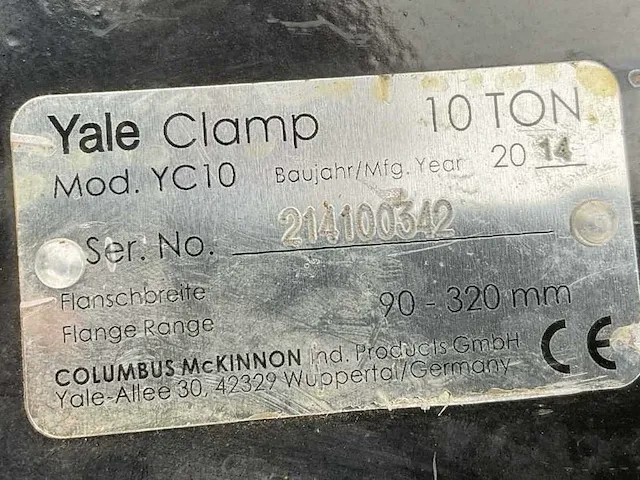 Yale Clamp 10 TON
Mod. YC10 Baujahr/Mfg. Year 20 14
Ser. No. 214100342
Flanschbreite
Flange Range 90 - 320 mm
COLUMBUS McKINNON Ind. Products GmbH
Yale-Allee 30, 42329 Wuppertal/Germany
CE